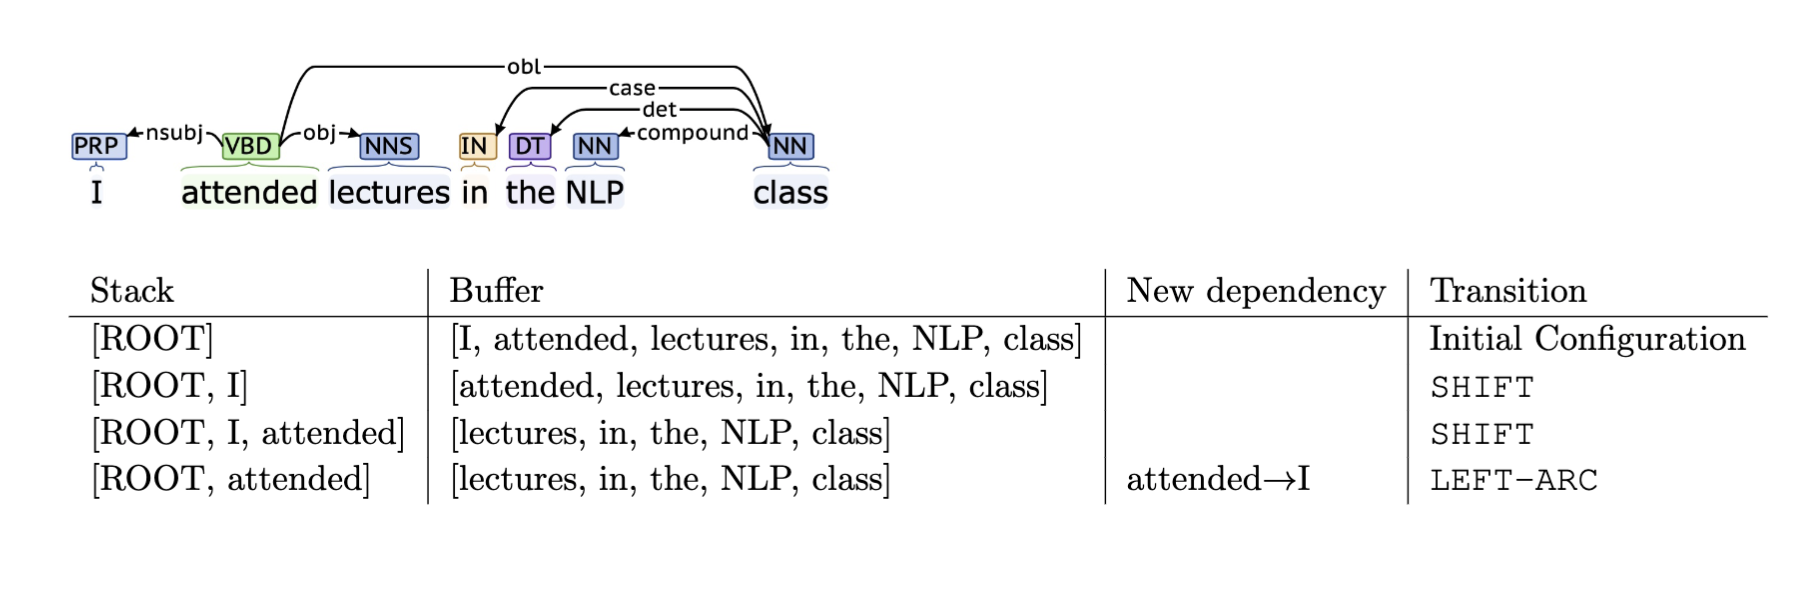 obl
case
det
PRP nsubj VBD obj NNS IN DT NN compound NN
I attended lectures in the NLP class
Stack Buffer New dependency Transition
[ROOT] [I, attended, lectures, in, the, NLP, class] Initial Configuration
[ROOT, I] [attended, lectures, in, the, NLP, class] SHIFT
[ROOT, I, attended] [lectures, in, the, NLP, class] SHIFT
[ROOT, attended] [lectures, in, the, NLP, class] attended→I LEFT-ARC